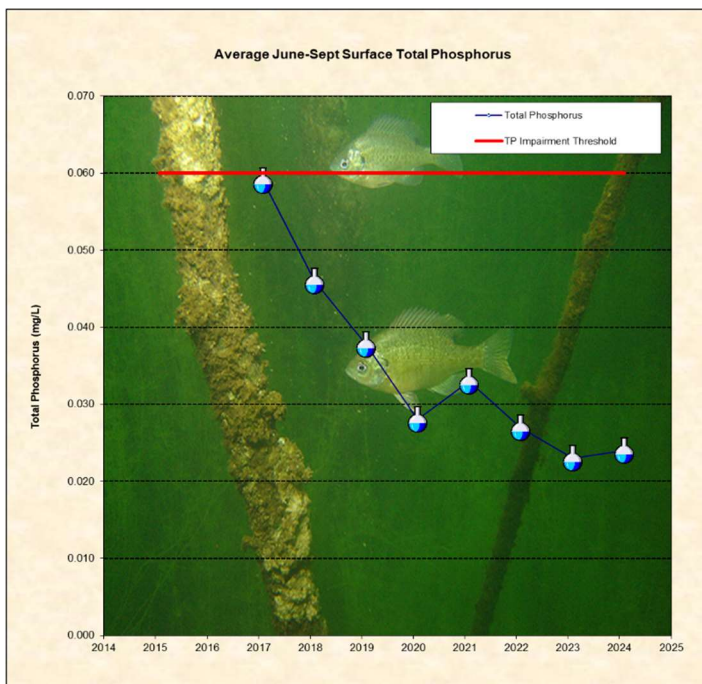 Average June-Sept Surface Total Phosphorus
Total Phosphorus
TP Impairment Threshold
Total Phosphorus (mg/L)
0.070
0.060
0.050
0.040
0.030
0.020
0.010
0.000
2014 2015 2016 2017 2018 2019 2020 2021 2022 2023 2024 2025